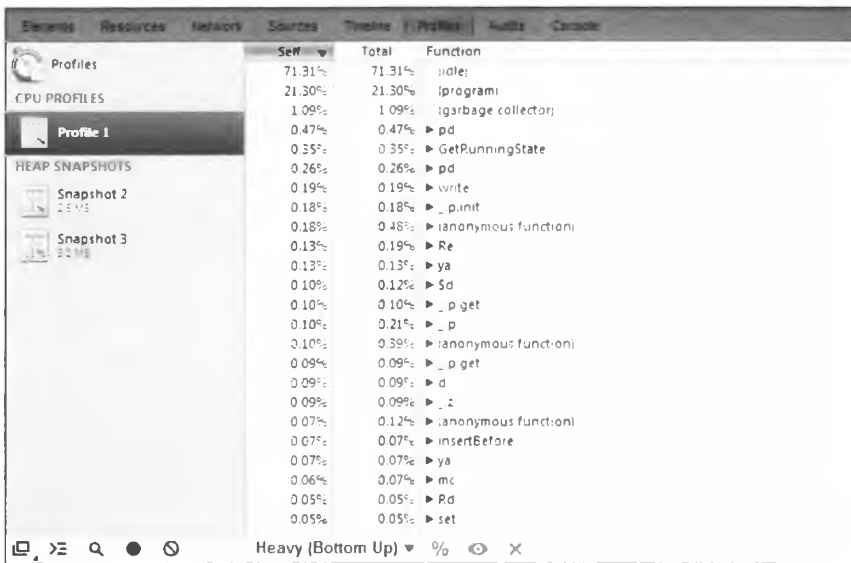 Elements Resources Network Sources Timeline Profiles Audits Console
Profiles
CPU PROFILES
Profile 1
HEAP SNAPSHOTS
Snapshot 2
Snapshot 3
Self Total Function
71.31% 71.31% (idle)
21.30% 21.30% (program)
1.09% 1.09% (garbage collector)
0.47% 0.47% pd
0.35% 0.35% GetRunningState
0.26% 0.26% pd
0.19% 0.19% write
0.18% 0.18% _.p.init
0.18% 0.48% (anonymous function)
0.13% 0.19% Re
0.13% 0.13% ya
0.10% 0.12% $d
0.10% 0.10% _.p.get
0.10% 0.21% _.p
0.10% 0.39% (anonymous function)
0.09% 0.09% _.p.get
0.09% 0.09% d
0.09% 0.09% _.z
0.07% 0.12% (anonymous function)
0.07% 0.07% insertBefore
0.07% 0.07% ya
0.06% 0.07% mc
0.05% 0.05% Rd
0.05% 0.05% set
Heavy (Bottom Up) %